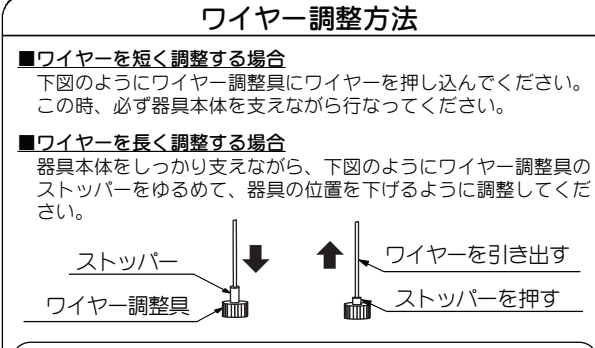 ワイヤー調整方法
■ワイヤーを短く調整する場合
下図のようにワイヤー調整具にワイヤーを押し込んでください。
この時、必ず器具本体を支えながら行なってください。
■ワイヤーを長く調整する場合
器具本体をしっかり支えながら、下図のようにワイヤー調整具の
ストッパーをゆるめて、器具の位置を下げるように調整してくだ
さい。
ストッパー
ワイヤー調整具
ワイヤーを引き出す
ストッパーを押す